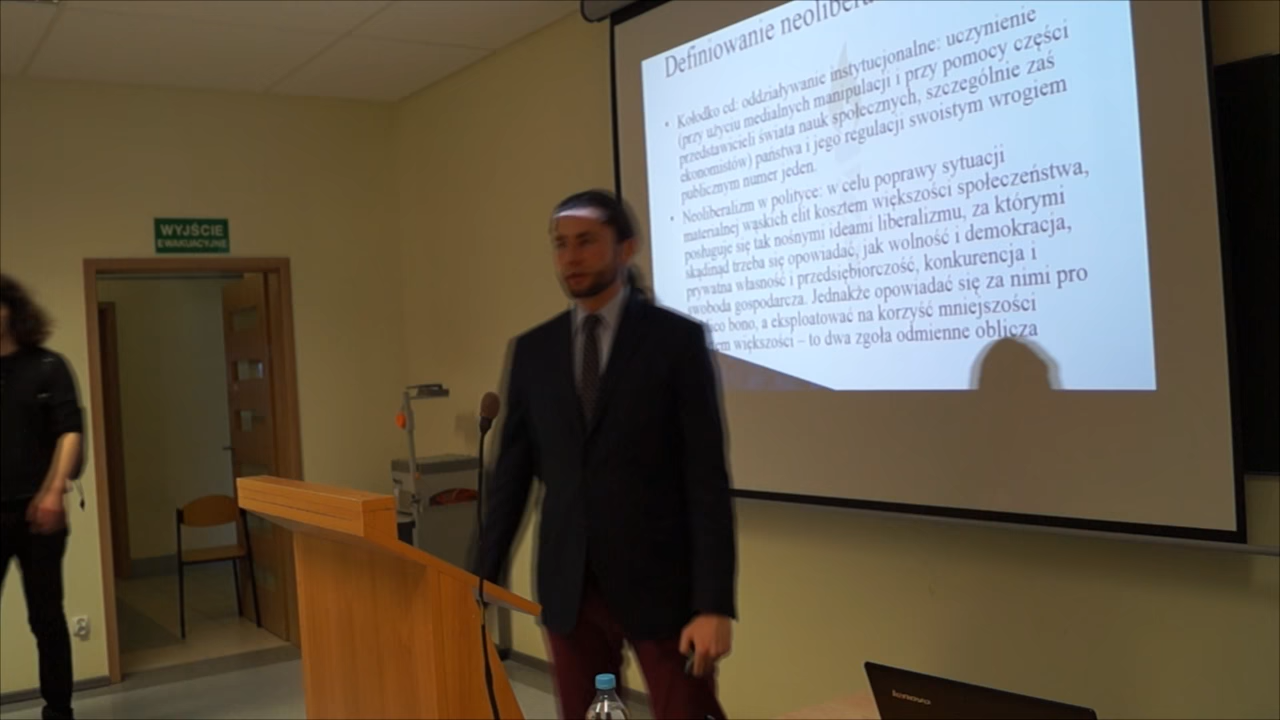 Definiowanie
• Kołodko cd: oddziaływanie instytucjonalne: uczynienie
(przy użyciu medialnych manipulacji i przy pomocy części
przedstawicieli świata nauk społecznych, szczególnie zaś
ekonomistów) państwa i jego regulacji swoistym wrogiem
publicznym numer jeden.
• Neoliberalizm w polityce: w celu poprawy sytuacji
materialnej wąskich elit kosztem większości społeczeństwa,
posługuje się tak nośnymi ideami liberalizmu, za którymi
skądinąd trzeba się opowiadać, jak wolność i demokracja,
prywatna własność i przedsiębiorczość, konkurencja i
swoboda gospodarcza. Jednakże opowiadać się za nimi pro
bono, a eksploatować na korzyść mniejszości
większości – to dwa zgoła odmienne oblicza
WYJŚCIE
EWAKUACYJNE
lenovo